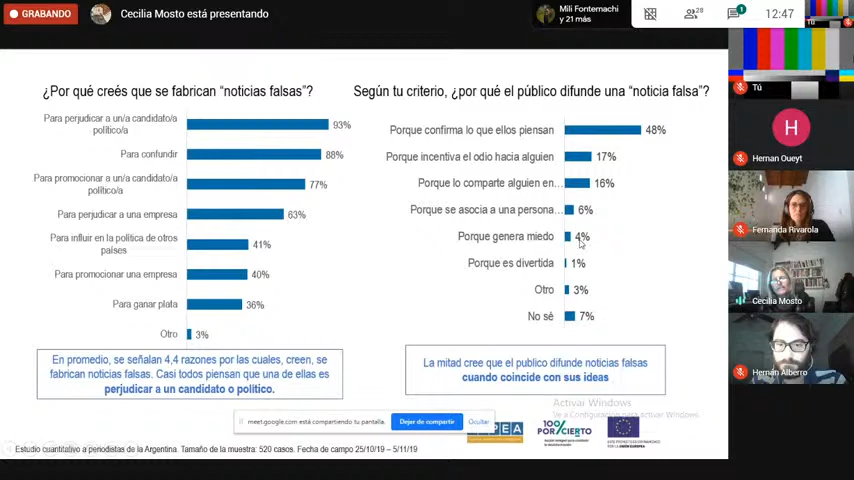 GRABANDO
Cecilia Mosto está presentando
Mili Fontemachi
y 21 más
28
1
12:47
Tú
¿Por qué creés que se fabrican “noticias falsas”?
Para perjudicar a un/a candidato/a
político/a
93%
Para confundir
88%
Para promocionar a un/a candidato/a
político/a
77%
Para perjudicar a una empresa
63%
Para influir en la política de otros
países
41%
Para promocionar una empresa
40%
Para ganar plata
36%
Otro
3%
En promedio, se señalan 4,4 razones por las cuales, creen, se
fabrican noticias falsas. Casi todos piensan que una de ellas es
perjudicar a un candidato o político.
Según tu criterio, ¿por qué el público difunde una “noticia falsa”?
Porque confirma lo que ellos piensan
48%
Porque incentiva el odio hacia alguien
17%
Porque lo comparte alguien en…
16%
Porque se asocia a una persona…
6%
Porque genera miedo
4%
Porque es divertida
1%
Otro
3%
No sé
7%
La mitad cree que el publico difunde noticias falsas
cuando coincide con sus ideas
Activar Windows
Ve a Configuración para activar Windows.
meet.google.com está compartiendo tu pantalla.
Dejar de compartir
Ocultar
100%
POR/CIERTO
Estudio cuantitativo a periodistas de la Argentina. Tamaño de la muestra: 520 casos. Fecha de campo 25/10/19 – 5/11/19
Tú
H
Hernan Oueyt
Fernanda Rivarola
Cecilia Mosto
Hernán Alberro